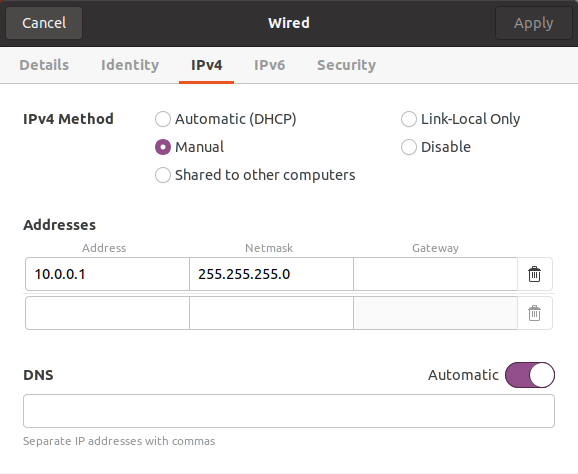 Cancel Wired Apply
Details Identity IPv4 IPv6 Security
IPv4 Method Automatic (DHCP) Link-Local Only
Manual Disable
Shared to other computers
Addresses
Address Netmask Gateway
10.0.0.1 255.255.255.0
DNS Automatic
Separate IP addresses with commas